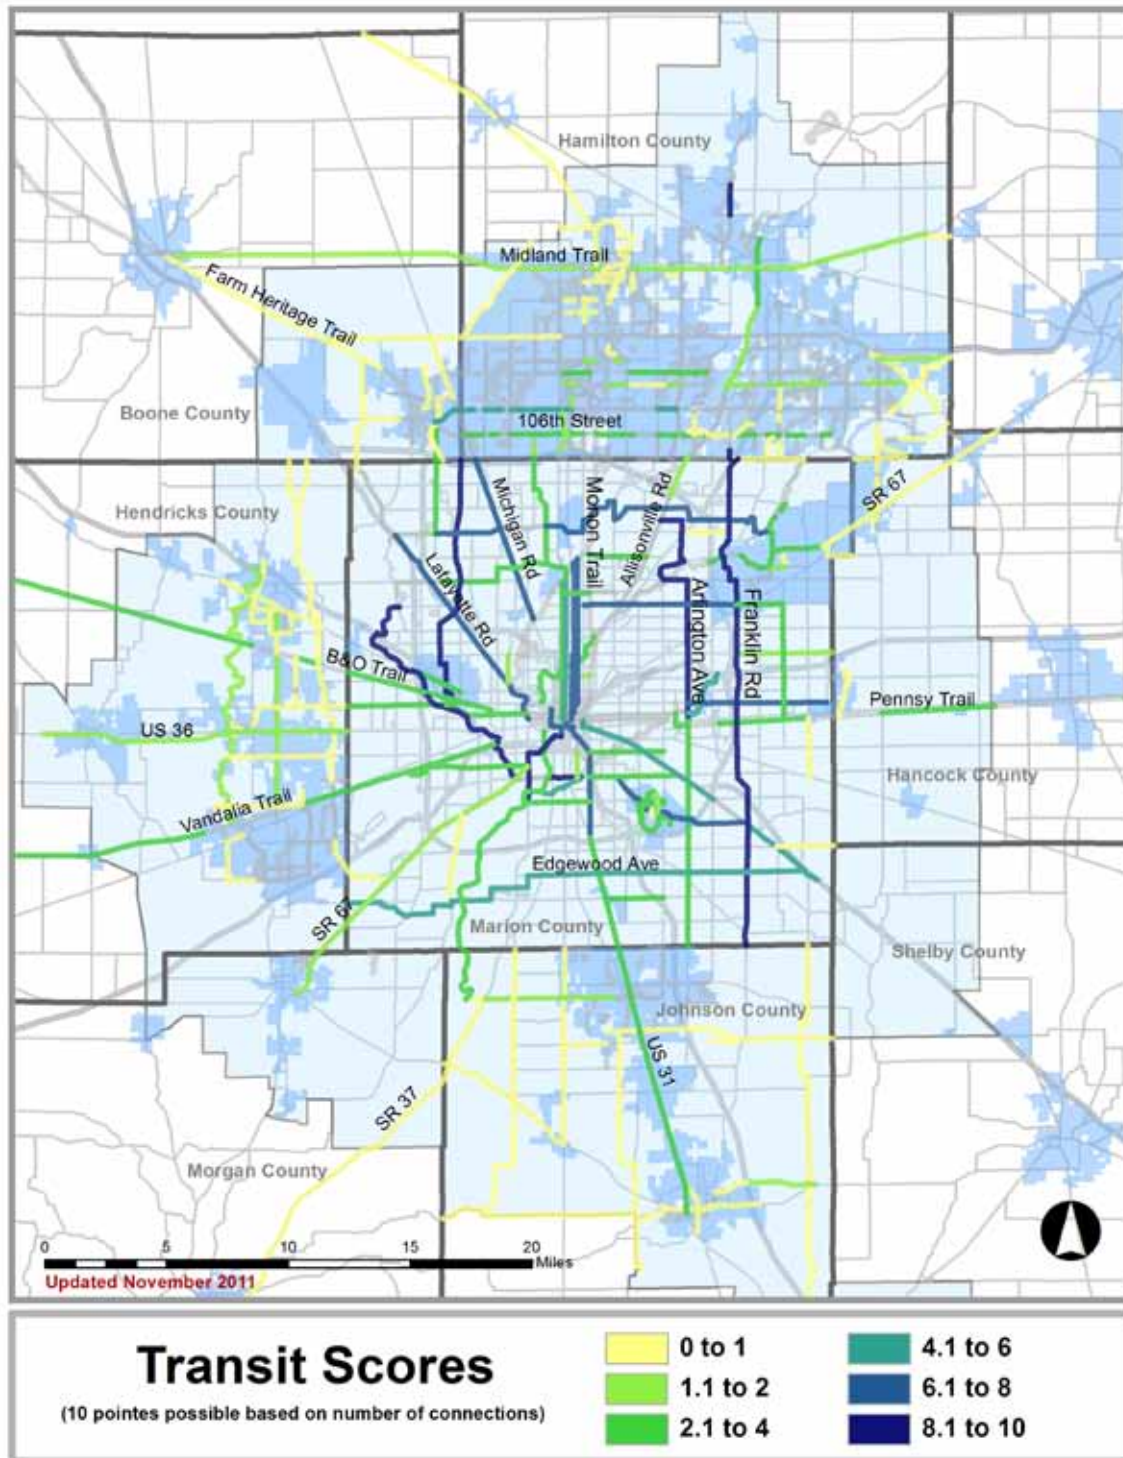 Hamilton County
Midland Trail
Farm Heritage Trail
Boone County
106th Street
SR 67
Hendricks County
Michigan Rd
Monon Trail
Allisonville Rd
Lafayette Rd
Arlington Ave
Franklin Rd
B&O Trail
Pennsy Trail
US 36
Hancock County
Vandalia Trail
Edgewood Ave
SR 67
Marion County
Shelby County
Johnson County
US 31
SR 37
Morgan County
0 5 10 15 20
Miles
Updated November 2011
Transit Scores
(10 pointes possible based on number of connections)
0 to 1
1.1 to 2
2.1 to 4
4.1 to 6
6.1 to 8
8.1 to 10